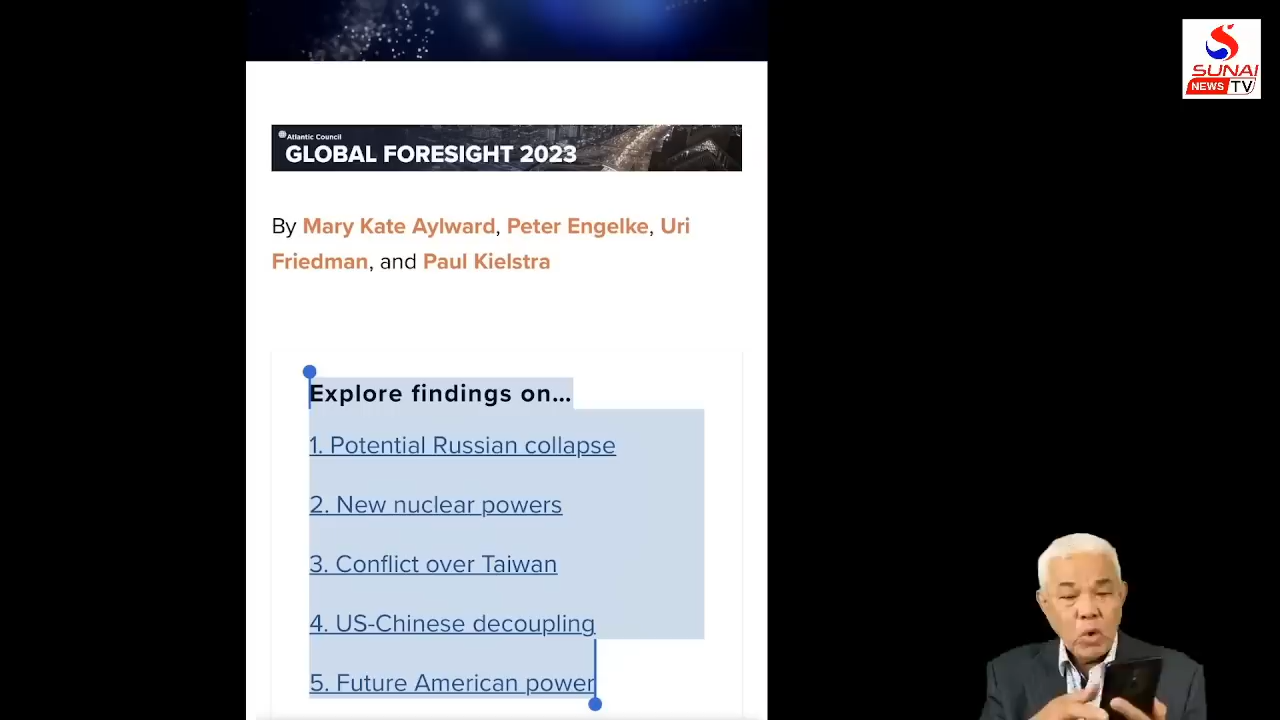 SUNAI
NEWS TV
Atlantic Council
GLOBAL FORESIGHT 2023
By Mary Kate Aylward, Peter Engelke, Uri
Friedman, and Paul Kielstra
Explore findings on...
1. Potential Russian collapse
2. New nuclear powers
3. Conflict over Taiwan
4. US-Chinese decoupling
5. Future American power